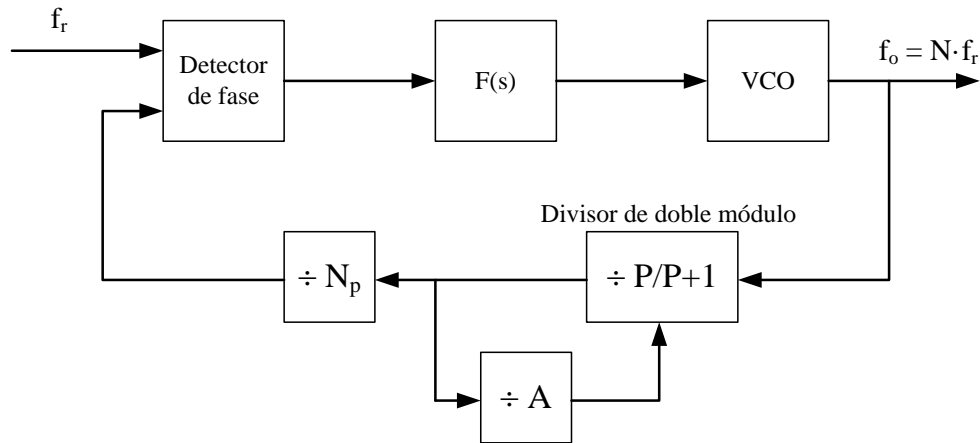 fᵣ
Detector
de fase
F(s)
VCO
fₒ = N·fᵣ
Divisor de doble módulo
÷ Nₚ
÷ P/P+1
÷ A